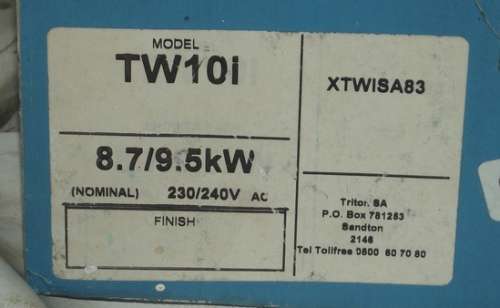 MODEL
TW10i
XTWISA83
8.7/9.5kW
(NOMINAL) 230/240V AC
FINISH
Triton SA
P.O. Box 781253
Sandton
2146
Tel Tollfree 0800 60 70 80